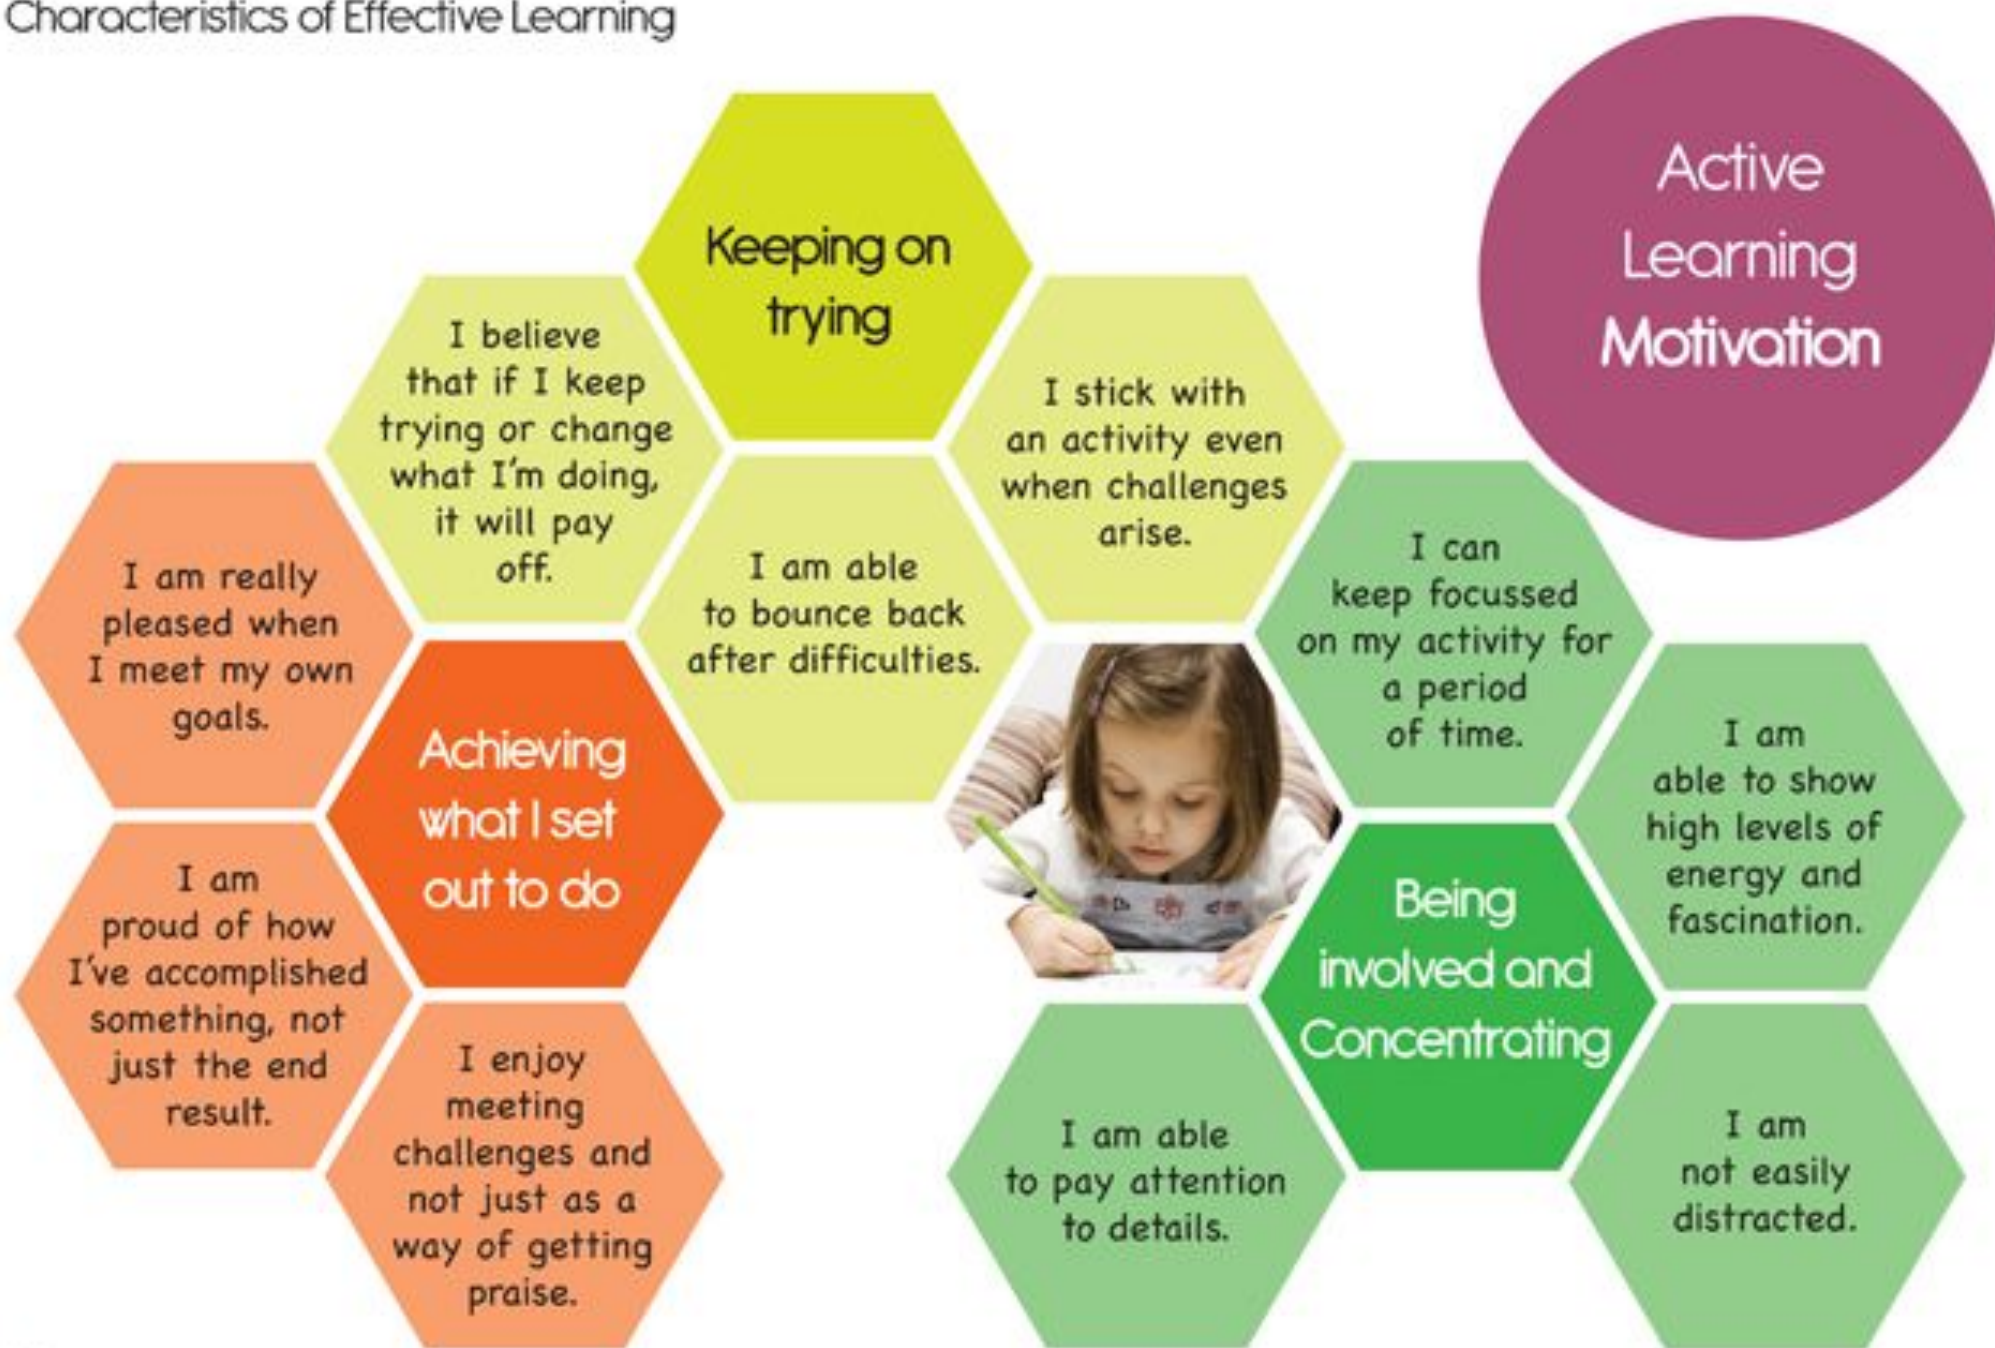 Characteristics of Effective Learning
Active
Learning
Motivation
Keeping on
trying
I believe
that if I keep
trying or change
what I'm doing,
it will pay
off.
I stick with
an activity even
when challenges
arise.
I am able
to bounce back
after difficulties.
I am really
pleased when
I meet my own
goals.
Achieving
what I set
out to do
I am
proud of how
I've accomplished
something, not
just the end
result.
I enjoy
meeting
challenges and
not just as a
way of getting
praise.
I can
keep focussed
on my activity for
a period
of time.
I am
able to show
high levels of
energy and
fascination.
Being
involved and
Concentrating
I am able
to pay attention
to details.
I am
not easily
distracted.